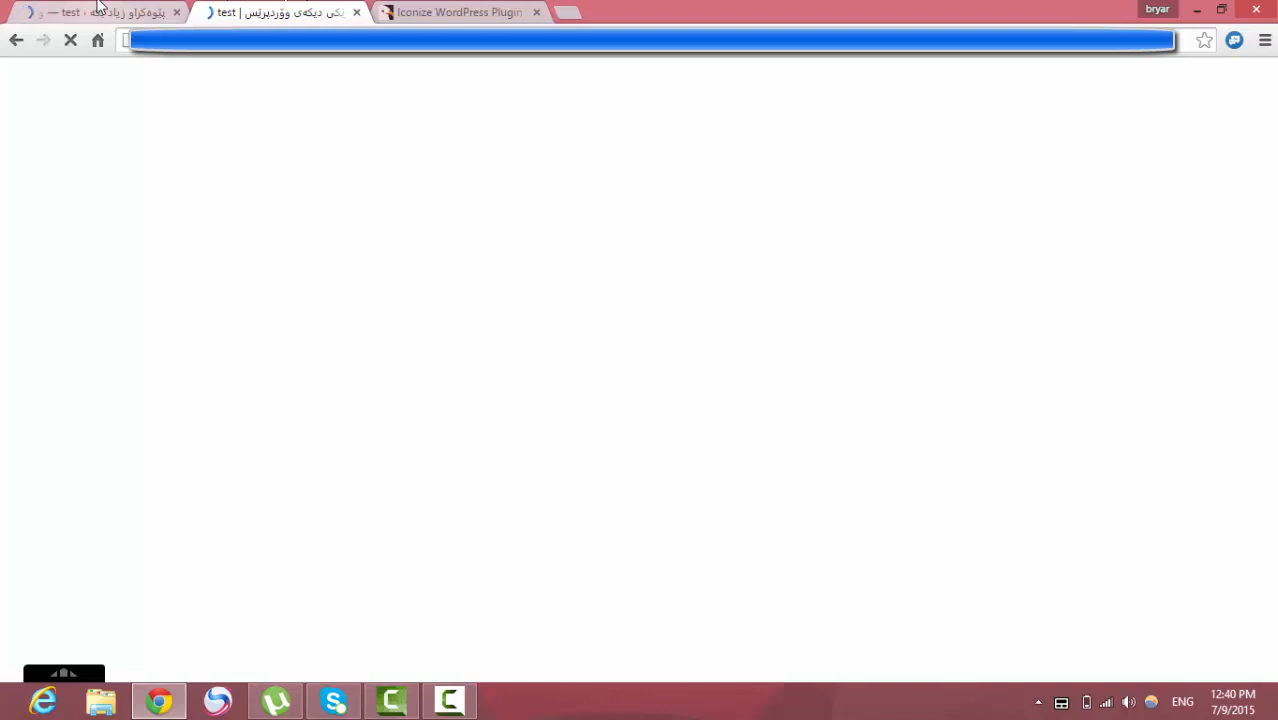 پێوەکراو زیادکە ‹ test — و
test | ێکی دیکەی وۆردپرێس
Iconize WordPress Plugin
bryar
ENG
12:40 PM
7/9/2015